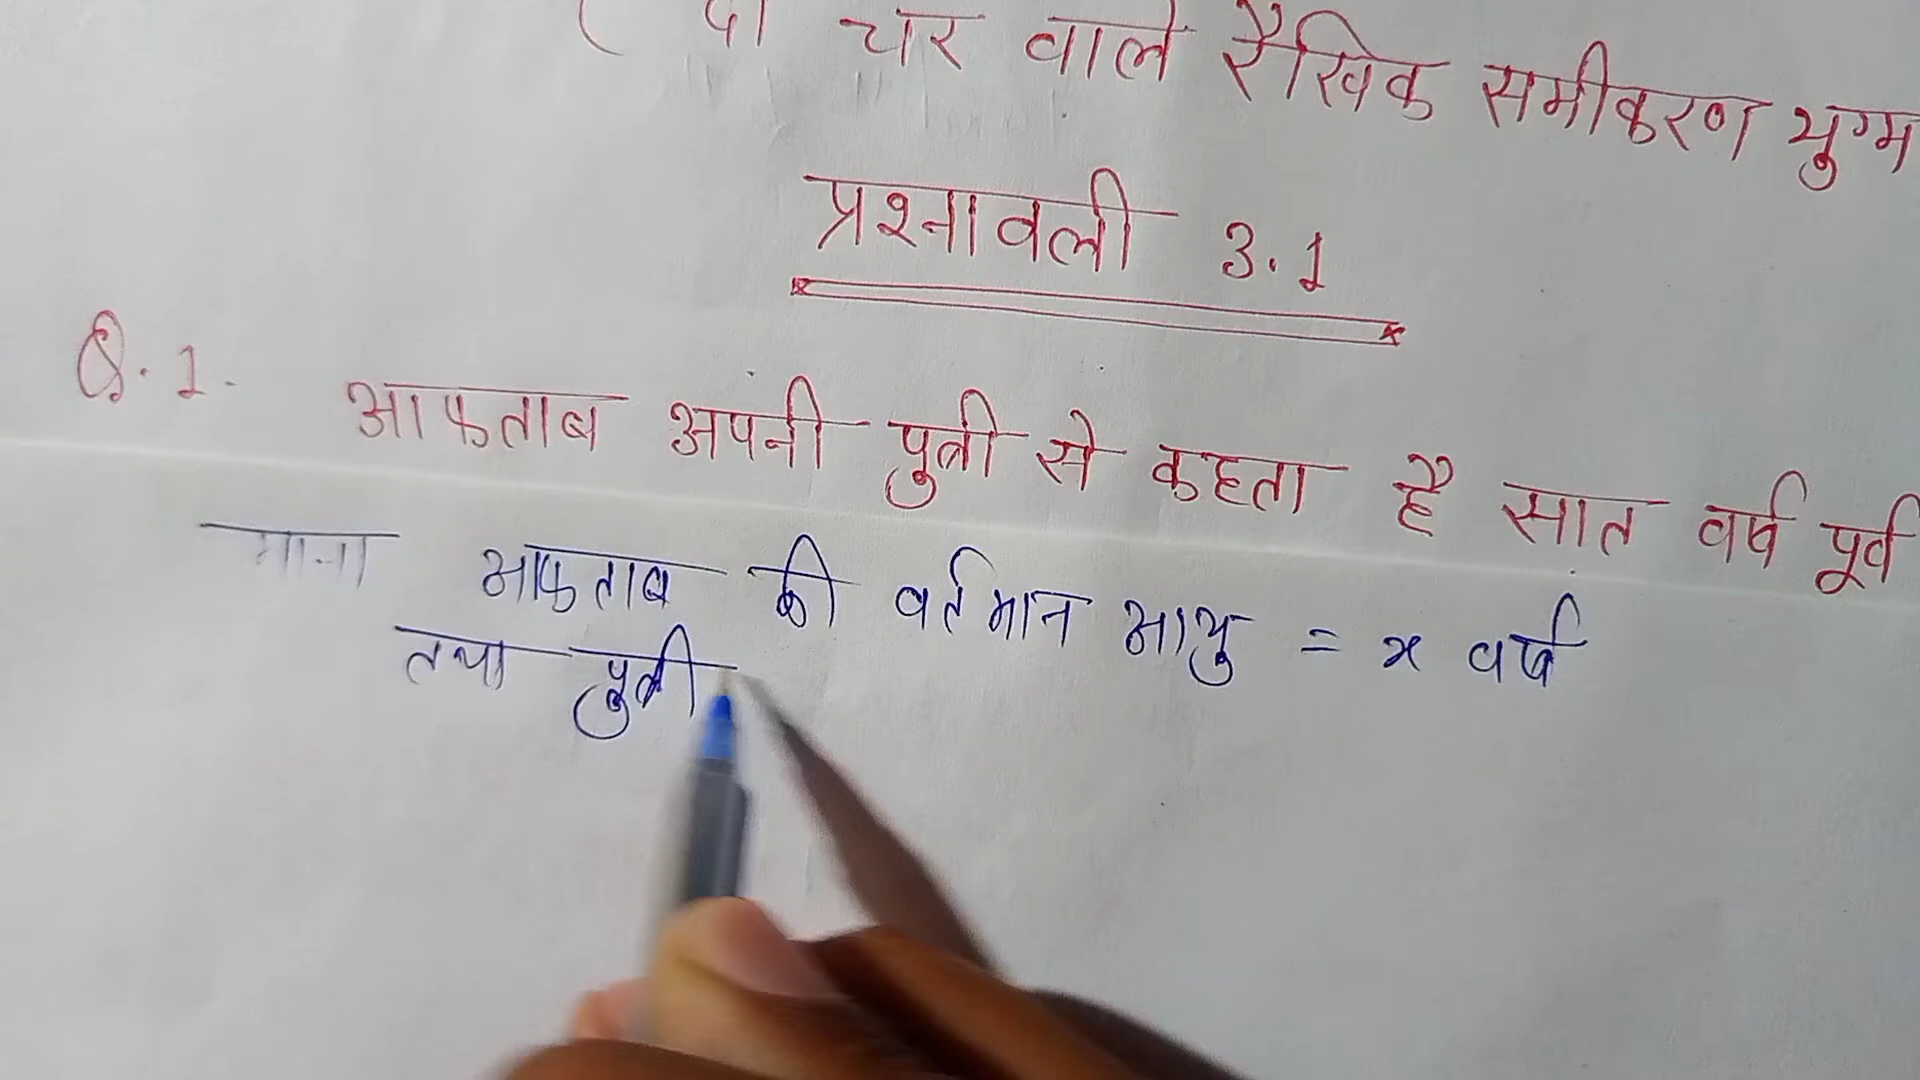 ( दो चर वाले रैखिक समीकरण युग्म
प्रश्नावली 3.1
Q.1. आफताब अपनी पुत्री से कहता है सात वर्ष पूर्व
माना आफताब की वर्तमान आयु = x वर्ष
तथा पुत्री